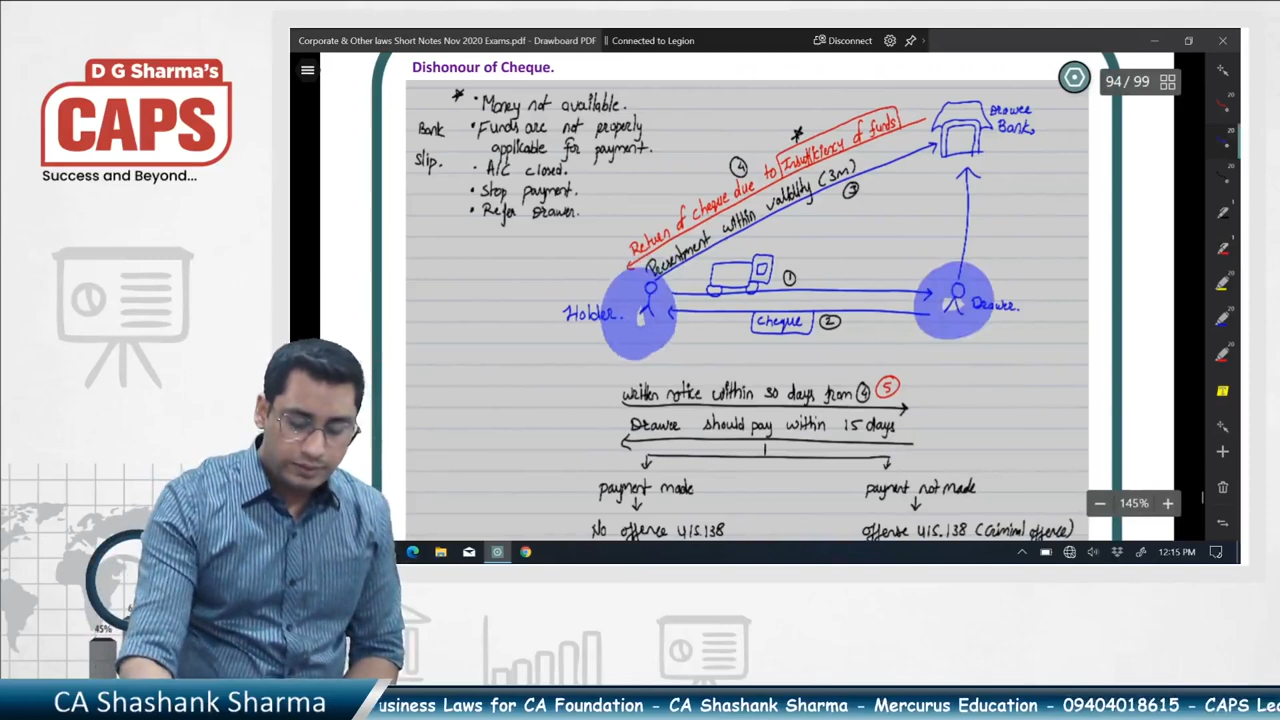 D G Sharma's
CAPS
Success and Beyond...
Corporate & Other laws Short Notes Nov 2020 Exams.pdf - Drawboard PDF
Connected to Legion
Disconnect
94/99
Dishonour of Cheque.
Bank
Slip.
* • Money not available.
• Funds are not properly
applicable for payment.
• A/C closed.
• Stop payment.
• Refer Drawer.
Drawer
Bank
*
④ Return of cheque due to Insufficiency of funds
Presentment within validity (3m) ③
①
Holder.
Drawer.
Cheque ②
written notice within 30 days from ④ ⑤
Drawer should pay within 15 days
payment made
payment not made
No offence u/s.138
offense u/s.138 (Criminal offence)
145%
12:15 PM
45%
CA Shashank Sharma
usiness Laws for CA Foundation - CA Shashank Sharma - Mercurus Education - 09404018615 - CAPS Lea